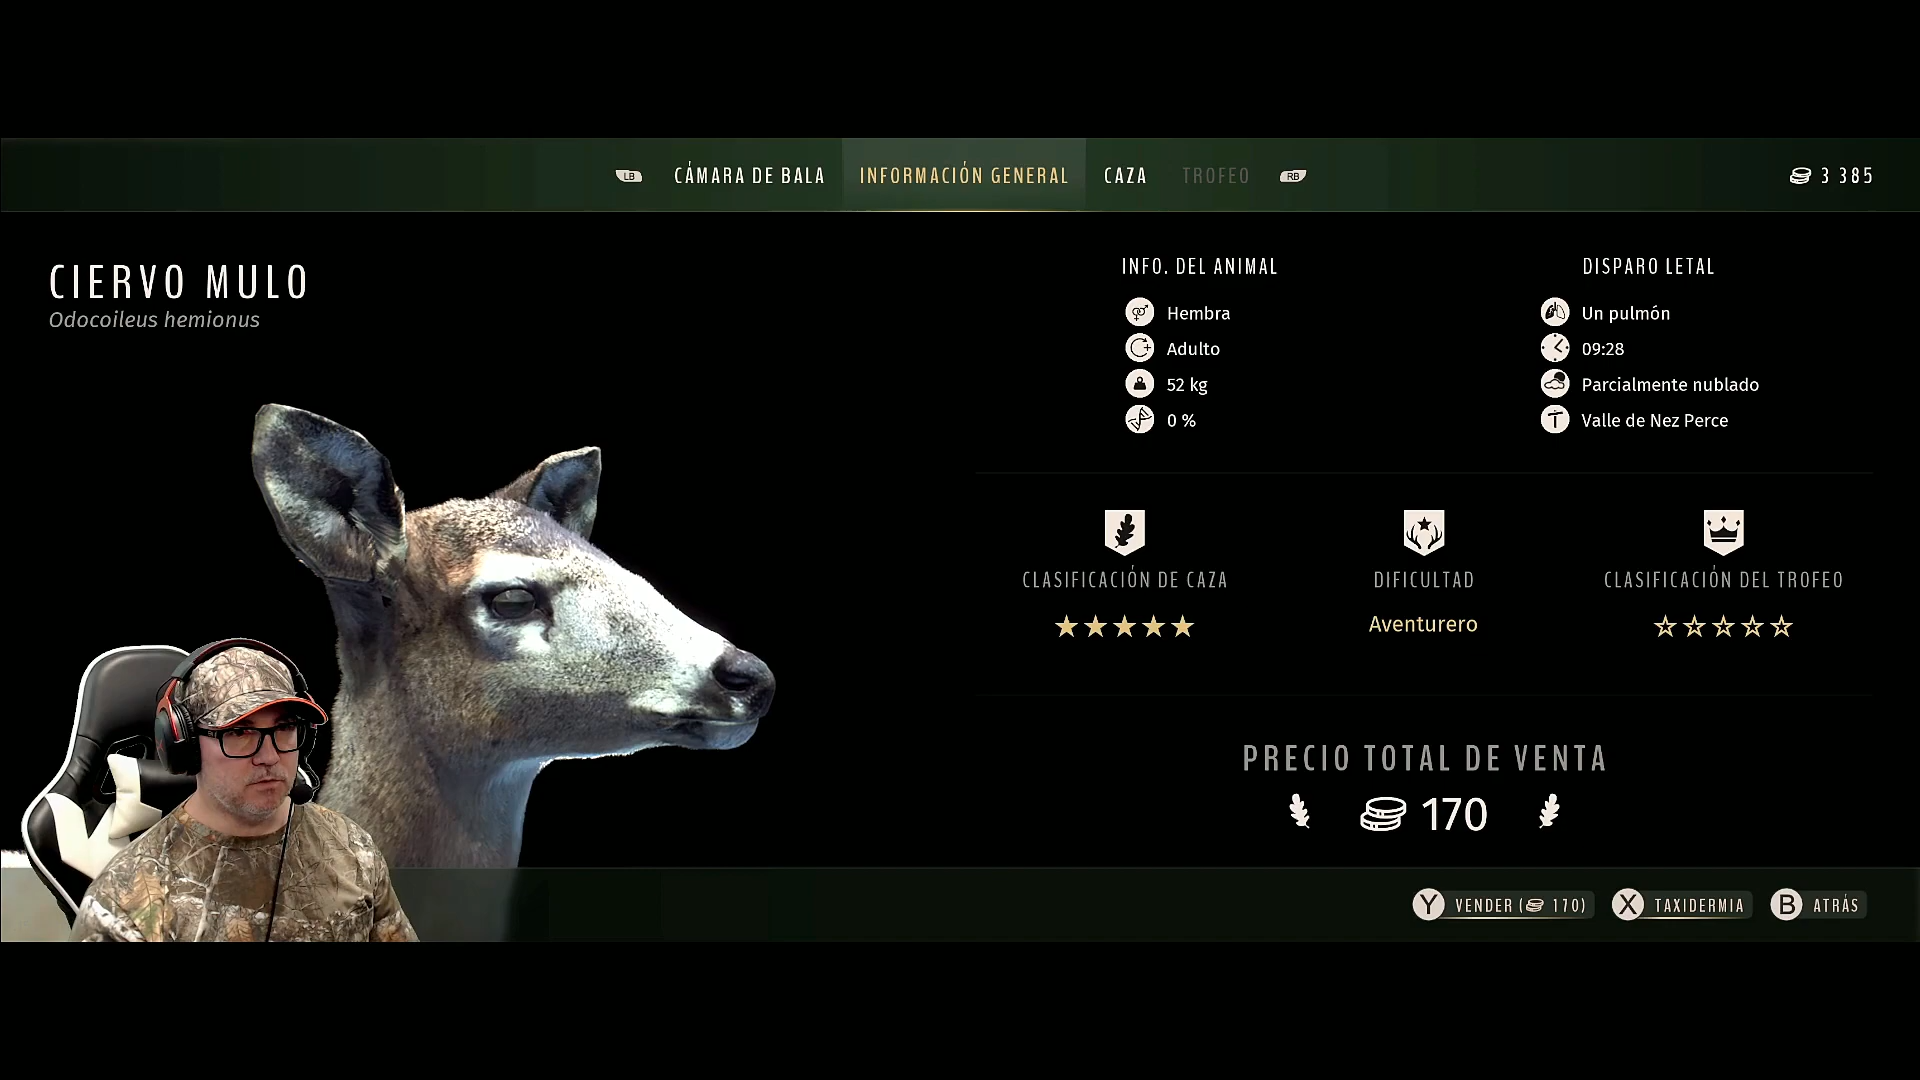 LB CÁMARA DE BALA INFORMACIÓN GENERAL CAZA TROFEO RB 3 385
CIERVO MULO
Odocoileus hemionus
INFO. DEL ANIMAL
Hembra
Adulto
52 kg
0 %
DISPARO LETAL
Un pulmón
09:28
Parcialmente nublado
Valle de Nez Perce
CLASIFICACIÓN DE CAZA
DIFICULTAD
Aventurero
CLASIFICACIÓN DEL TROFEO
PRECIO TOTAL DE VENTA
170
Y VENDER ( 170) X TAXIDERMIA B ATRÁS